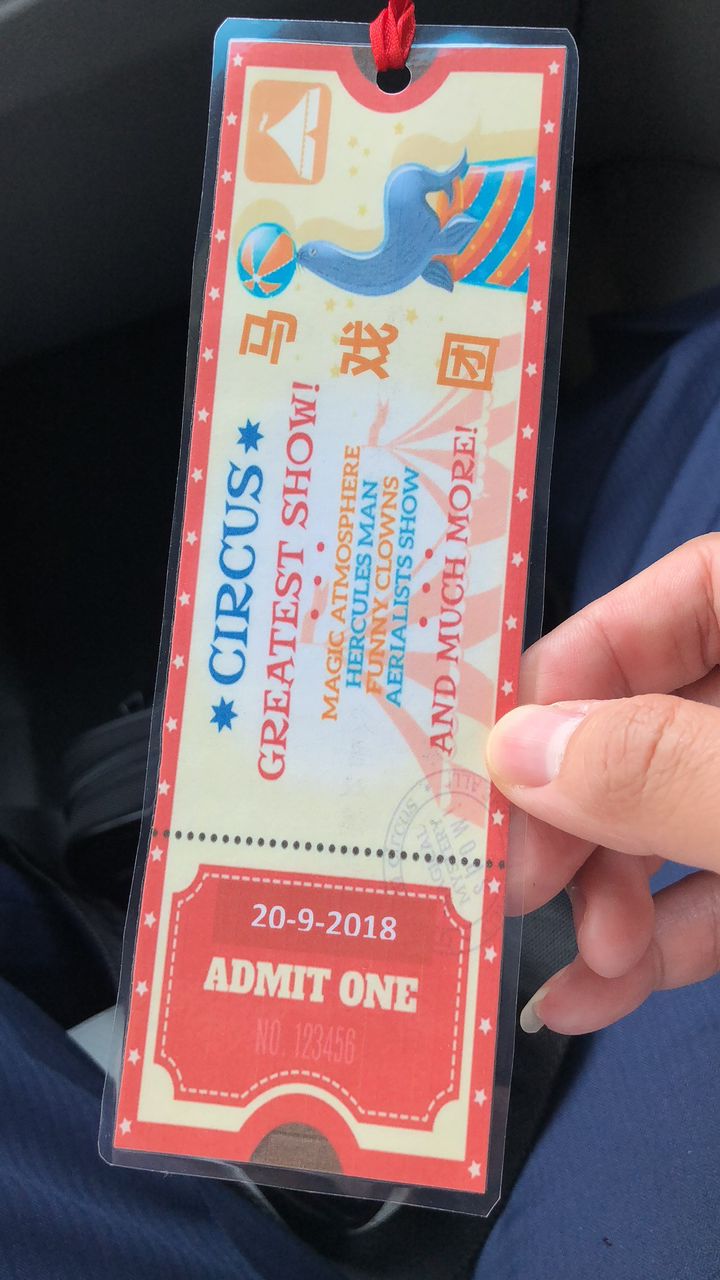 马戏团
★ CIRCUS ★
GREATEST SHOW!
MAGIC ATMOSPHERE
HERCULES MAN
FUNNY CLOWNS
AERIALISTS SHOW
AND MUCH MORE!
20-9-2018
ADMIT ONE
NO. 123456